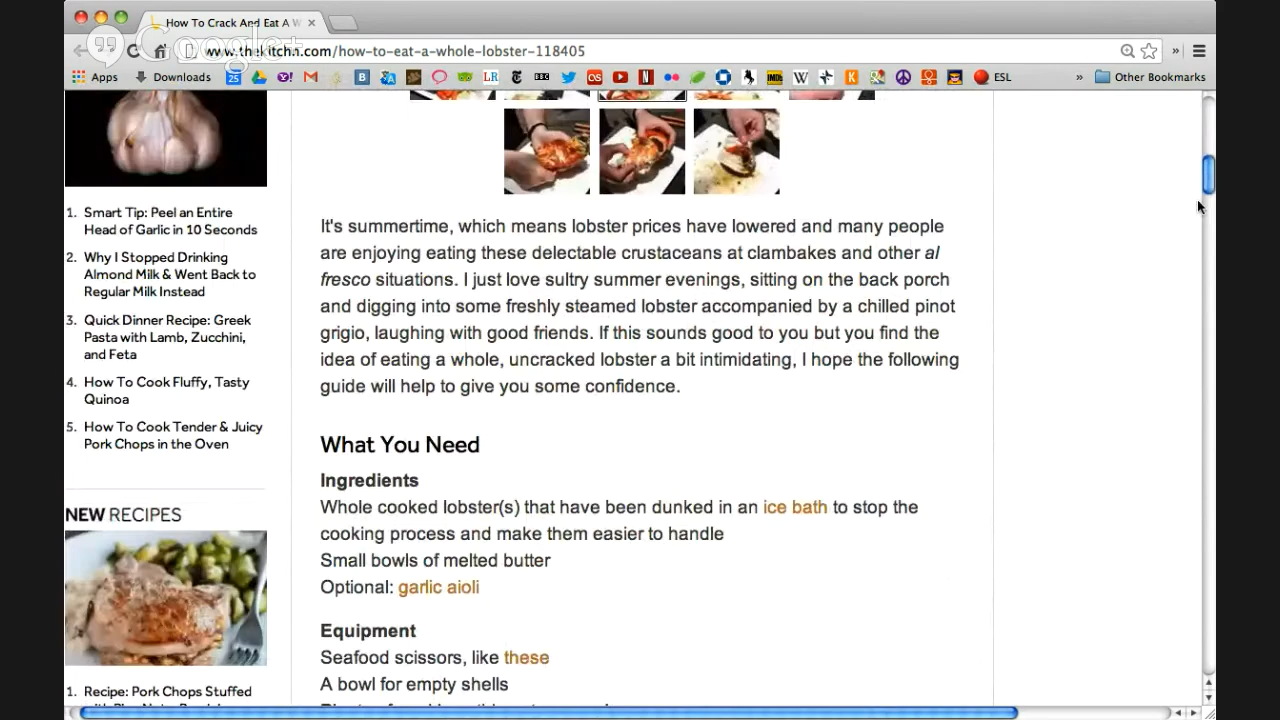 How To Crack And Eat A W
Google+
www.thekitchn.com/how-to-eat-a-whole-lobster-118405
Apps Downloads 25 Y! B LR BBC IMDb W K ESL » Other Bookmarks
1. Smart Tip: Peel an Entire
Head of Garlic in 10 Seconds
2. Why I Stopped Drinking
Almond Milk & Went Back to
Regular Milk Instead
3. Quick Dinner Recipe: Greek
Pasta with Lamb, Zucchini,
and Feta
4. How To Cook Fluffy, Tasty
Quinoa
5. How To Cook Tender & Juicy
Pork Chops in the Oven
NEW RECIPES
1. Recipe: Pork Chops Stuffed
It's summertime, which means lobster prices have lowered and many people
are enjoying eating these delectable crustaceans at clambakes and other al
fresco situations. I just love sultry summer evenings, sitting on the back porch
and digging into some freshly steamed lobster accompanied by a chilled pinot
grigio, laughing with good friends. If this sounds good to you but you find the
idea of eating a whole, uncracked lobster a bit intimidating, I hope the following
guide will help to give you some confidence.
What You Need
Ingredients
Whole cooked lobster(s) that have been dunked in an ice bath to stop the
cooking process and make them easier to handle
Small bowls of melted butter
Optional: garlic aioli
Equipment
Seafood scissors, like these
A bowl for empty shells